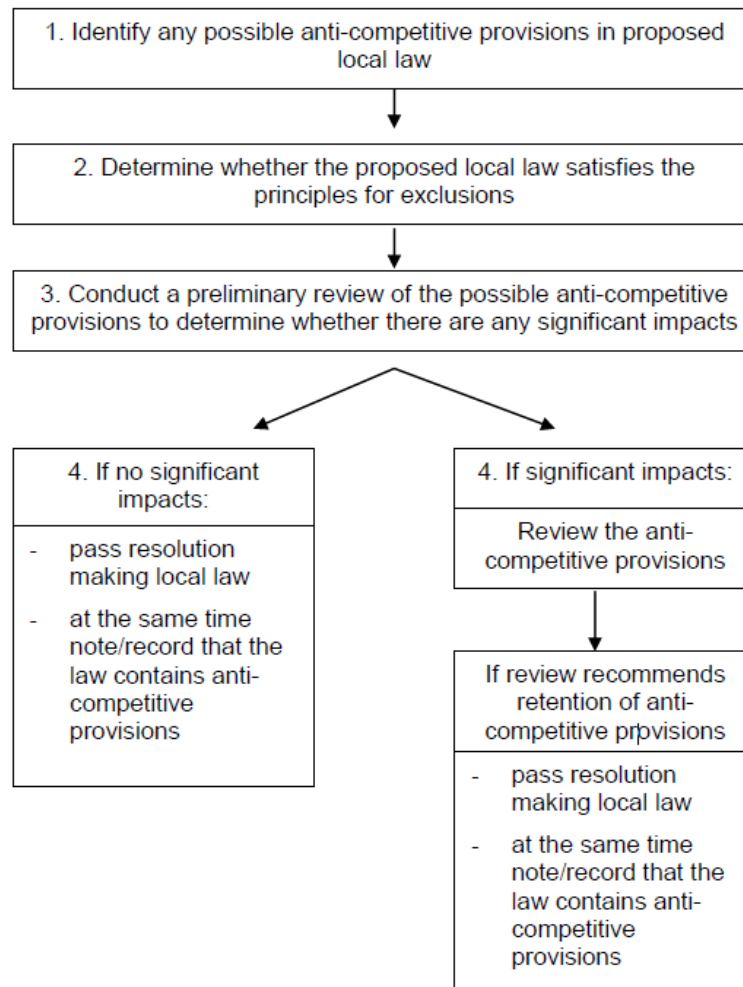 1. Identify any possible anti-competitive provisions in proposed
local law
2. Determine whether the proposed local law satisfies the
principles for exclusions
3. Conduct a preliminary review of the possible anti-competitive
provisions to determine whether there are any significant impacts
4. If no significant
impacts:
- pass resolution
making local law
- at the same time
note/record that the
law contains anti-
competitive
provisions
4. If significant impacts:
Review the anti-
competitive provisions
If review recommends
retention of anti-
competitive provisions
- pass resolution
making local law
- at the same time
note/record that the
law contains anti-
competitive
provisions